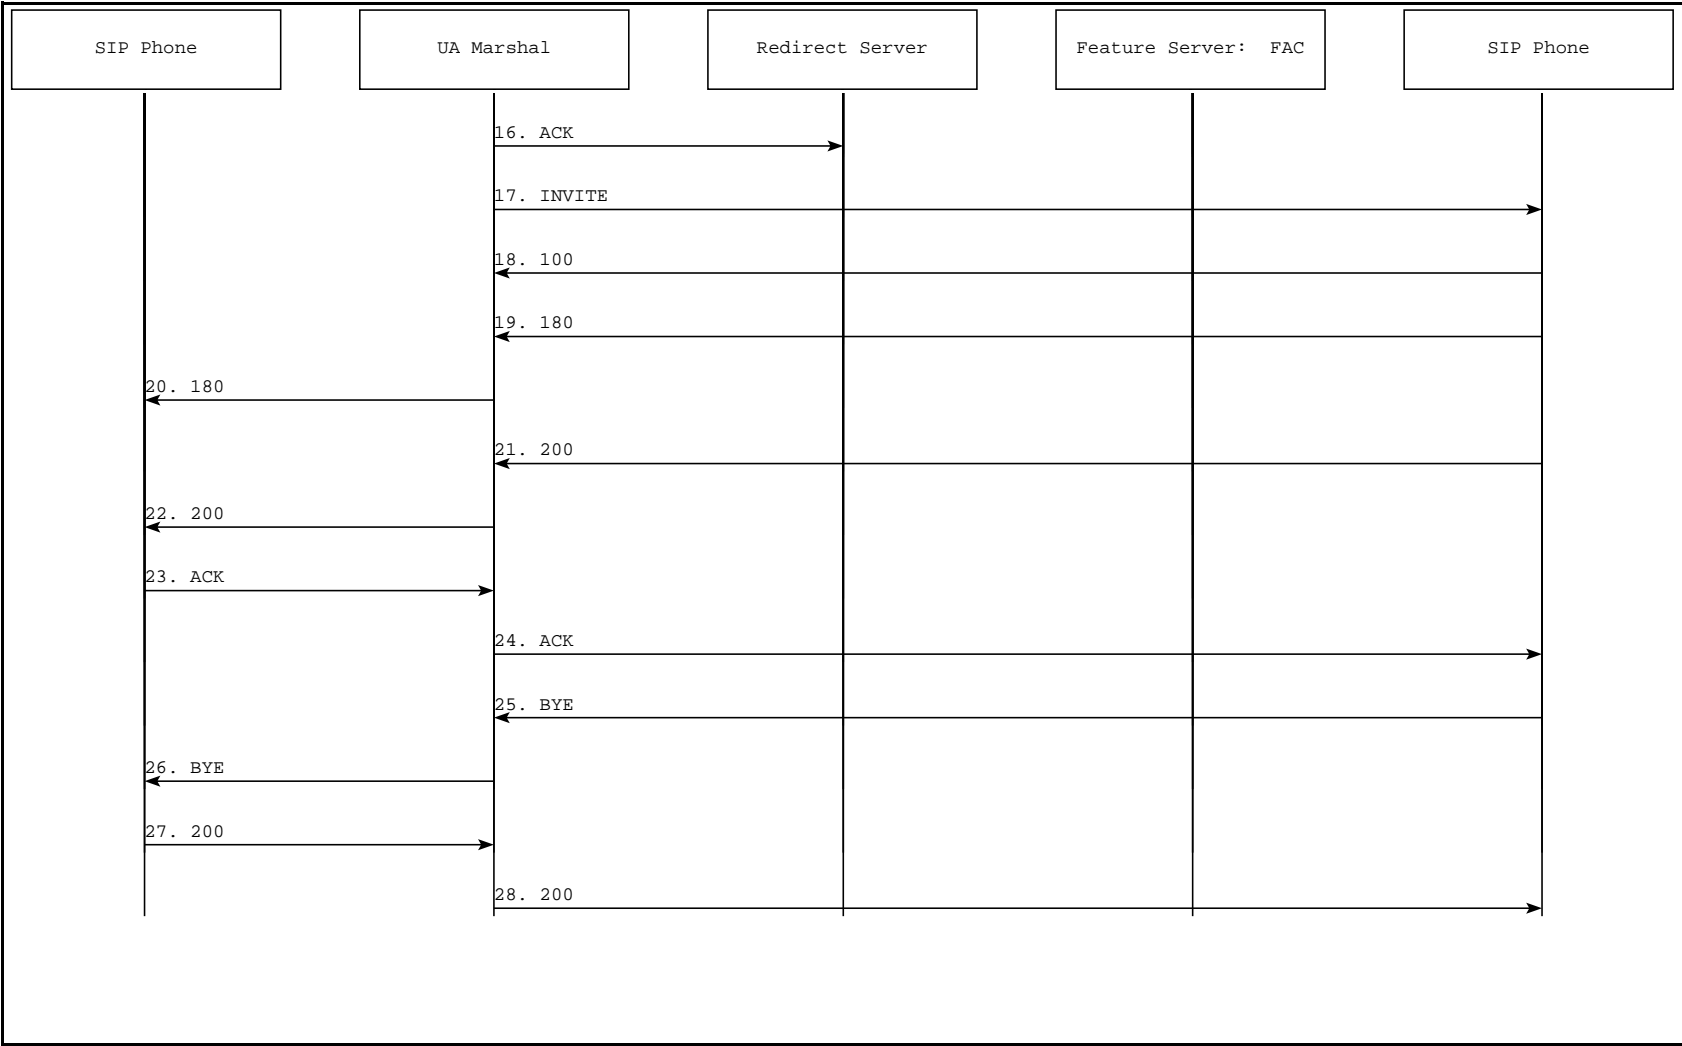 SIP Phone
UA Marshal
Redirect Server
Feature Server:  FAC
SIP Phone
16. ACK
17. INVITE
18. 100
19. 180
20. 180
21. 200
22. 200
23. ACK
24. ACK
25. BYE
26. BYE
27. 200
28. 200